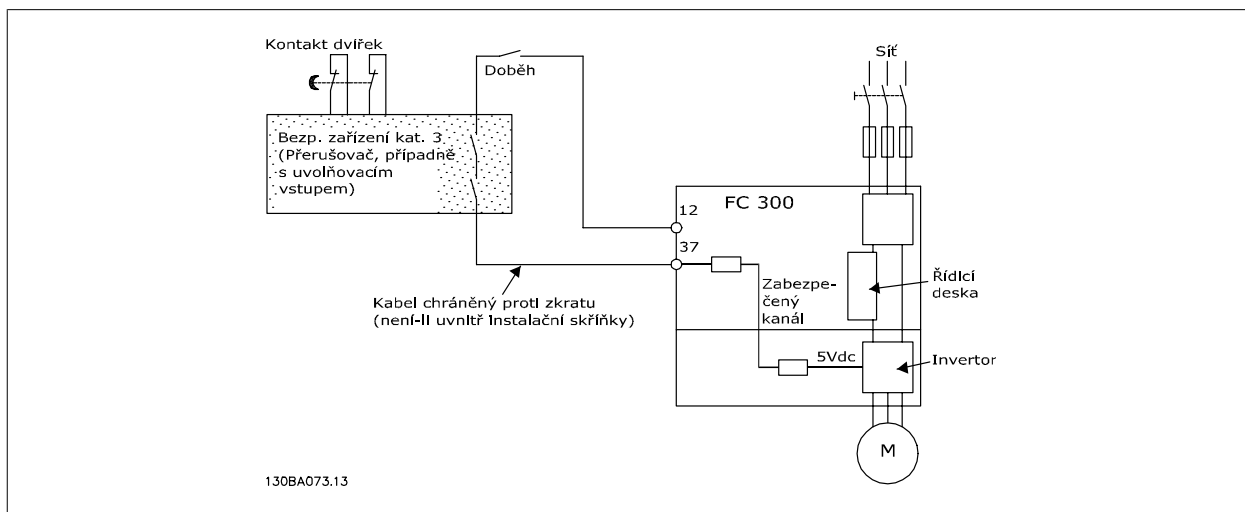 Kontakt dvířek
Doběh
Síť
Bezp. zařízení kat. 3
(Přerušovač, případně
s uvolňovacím
vstupem)
12
FC 300
37
Kabel chráněný proti zkratu
(není-li uvnitř instalační skříňky)
Zabezpe-
čený
kanál
Řídicí
deska
5Vdc
Invertor
M
130BA073.13